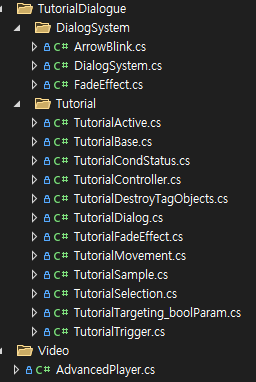 TutorialDialogue
DialogSystem
C# ArrowBlink.cs
C# DialogSystem.cs
C# FadeEffect.cs
Tutorial
C# TutorialActive.cs
C# TutorialBase.cs
C# TutorialCondStatus.cs
C# TutorialController.cs
C# TutorialDestroyTagObjects.cs
C# TutorialDialog.cs
C# TutorialFadeEffect.cs
C# TutorialMovement.cs
C# TutorialSample.cs
C# TutorialSelection.cs
C# TutorialTargeting_boolParam.cs
C# TutorialTrigger.cs
Video
C# AdvancedPlayer.cs